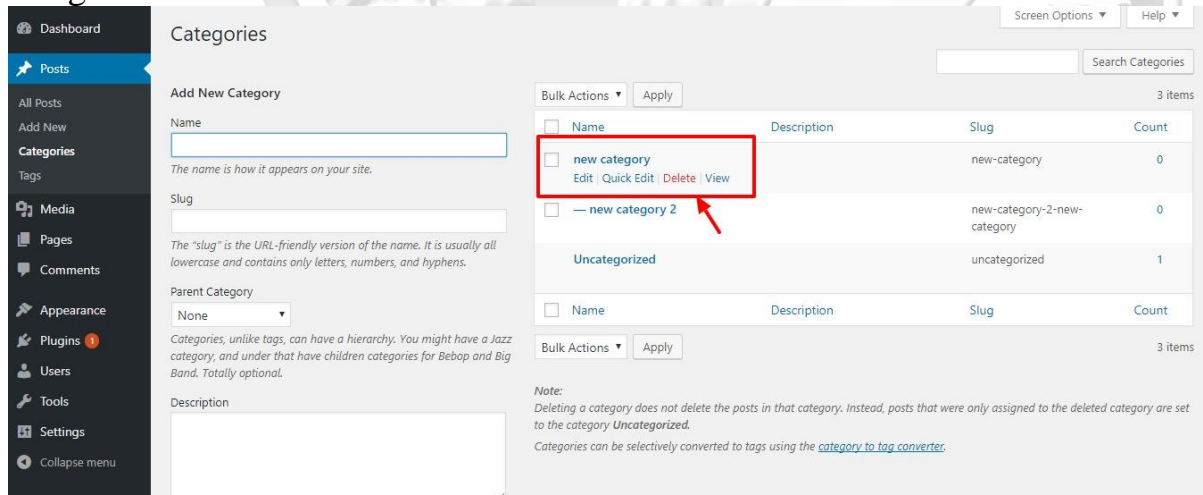 Dashboard
Posts
All Posts
Add New
Categories
Tags
Media
Pages
Comments
Appearance
Plugins 1
Users
Tools
Settings
Collapse menu
Screen Options ▼
Help ▼
Categories
Search Categories
Add New Category
Name
The name is how it appears on your site.
Slug
The "slug" is the URL-friendly version of the name. It is usually all
lowercase and contains only letters, numbers, and hyphens.
Parent Category
None ▼
Categories, unlike tags, can have a hierarchy. You might have a Jazz
category, and under that have children categories for Bebop and Big
Band. Totally optional.
Description
Bulk Actions ▼ Apply 3 items
Name Description Slug Count
new category new-category 0
Edit | Quick Edit | Delete | View
— new category 2 new-category-2-new- 0
category
Uncategorized uncategorized 1
Name Description Slug Count
Bulk Actions ▼ Apply 3 items
Note:
Deleting a category does not delete the posts in that category. Instead, posts that were only assigned to the deleted category are set
to the category Uncategorized.
Categories can be selectively converted to tags using the category to tag converter.